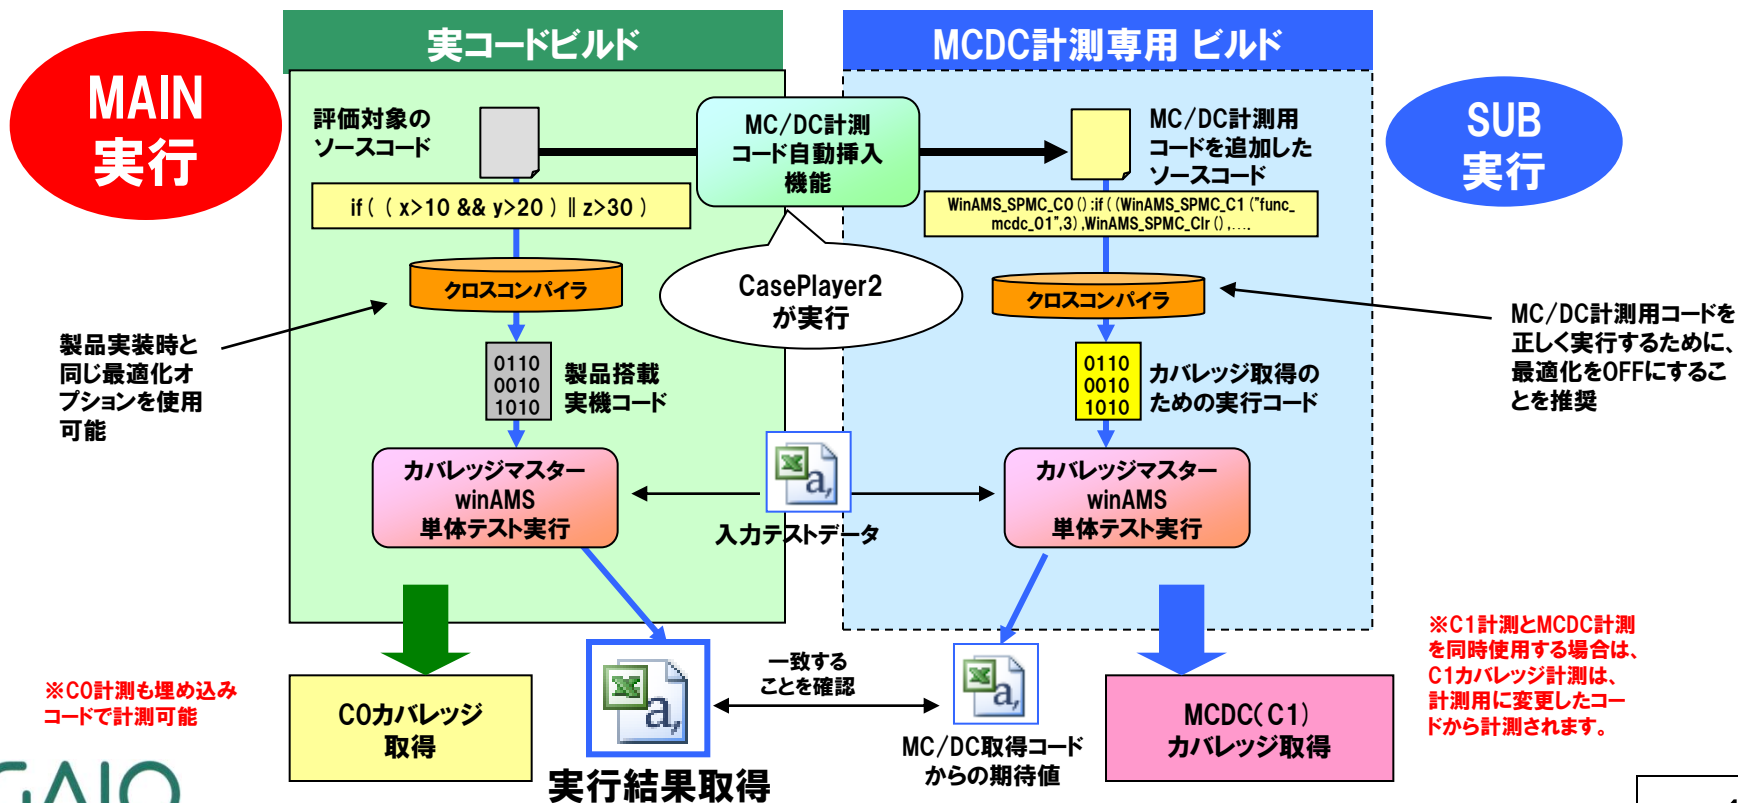 実コードビルド
MCDC計測専用 ビルド
MAIN
実行
SUB
実行
評価対象の
ソースコード
MC/DC計測
コード自動挿入
機能
MC/DC計測用
コードを追加した
ソースコード
if( ( x>10 && y>20 ) || z>30 )
WinAMS_SPMC_C0();if((WinAMS_SPMC_C1("func_
mcdc_01",3),WinAMS_SPMC_Clr(),....
クロスコンパイラ
CasePlayer2
が実行
クロスコンパイラ
製品実装時と
同じ最適化オ
プションを使用
可能
MC/DC計測用コードを
正しく実行するために、
最適化をOFFにするこ
とを推奨
0110
0010
1010
製品搭載
実機コード
0110
0010
1010
カバレッジ取得の
ための実行コード
カバレッジマスター
winAMS
単体テスト実行
a,
入力テストデータ
カバレッジマスター
winAMS
単体テスト実行
※C0計測も埋め込み
コードで計測可能
C0カバレッジ
取得
a,
実行結果取得
一致する
ことを確認
a,
MC/DC取得コード
からの期待値
MCDC(C1)
カバレッジ取得
※C1計測とMCDC計測
を同時使用する場合は、
C1カバレッジ計測は、
計測用に変更したコー
ドから計測されます。
GAIO